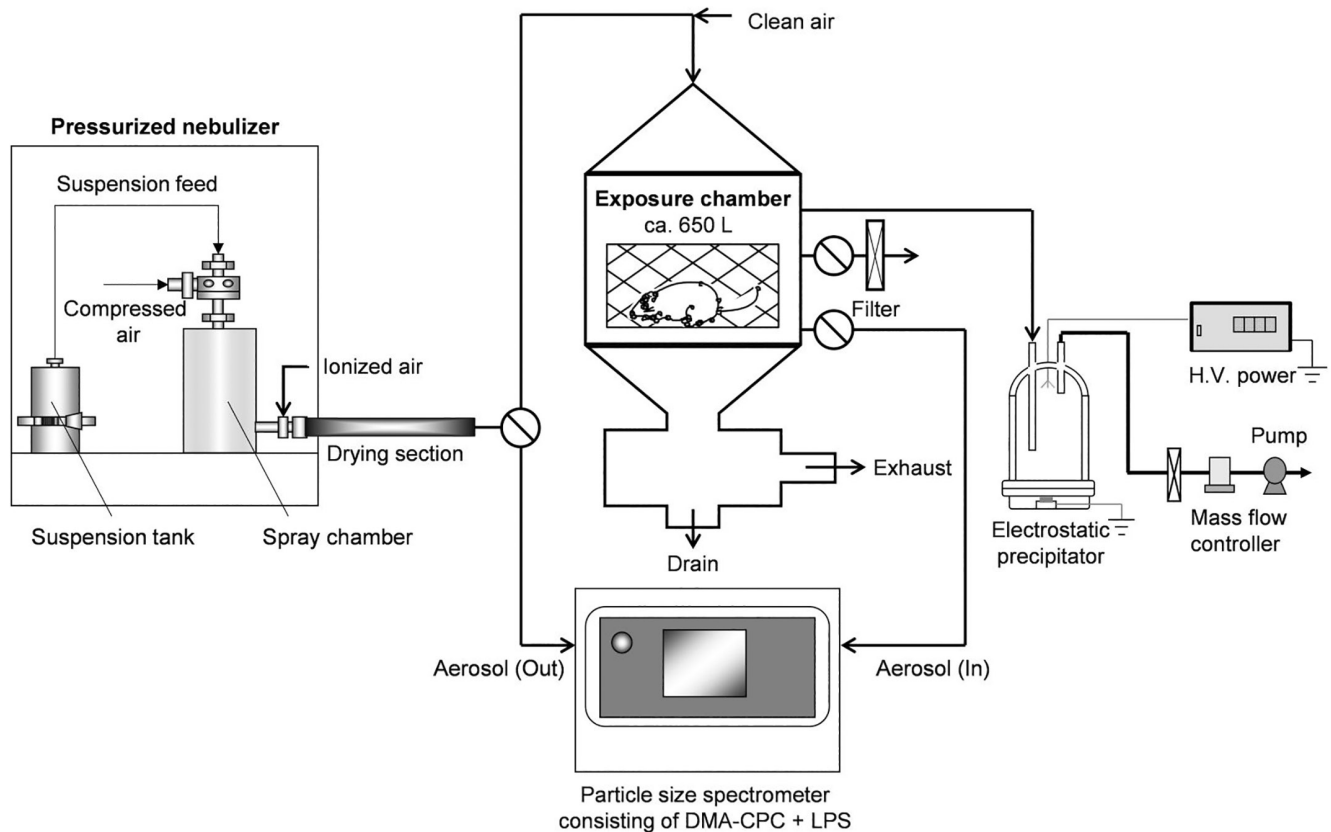 Clean air
Pressurized nebulizer
Suspension feed
Compressed
air
Ionized air
Drying section
Suspension tank
Spray chamber
Exposure chamber
ca. 650 L
Filter
Exhaust
Drain
H.V. power
Pump
Electrostatic
precipitator
Mass flow
controller
Aerosol (Out)
Aerosol (In)
Particle size spectrometer
consisting of DMA-CPC + LPS